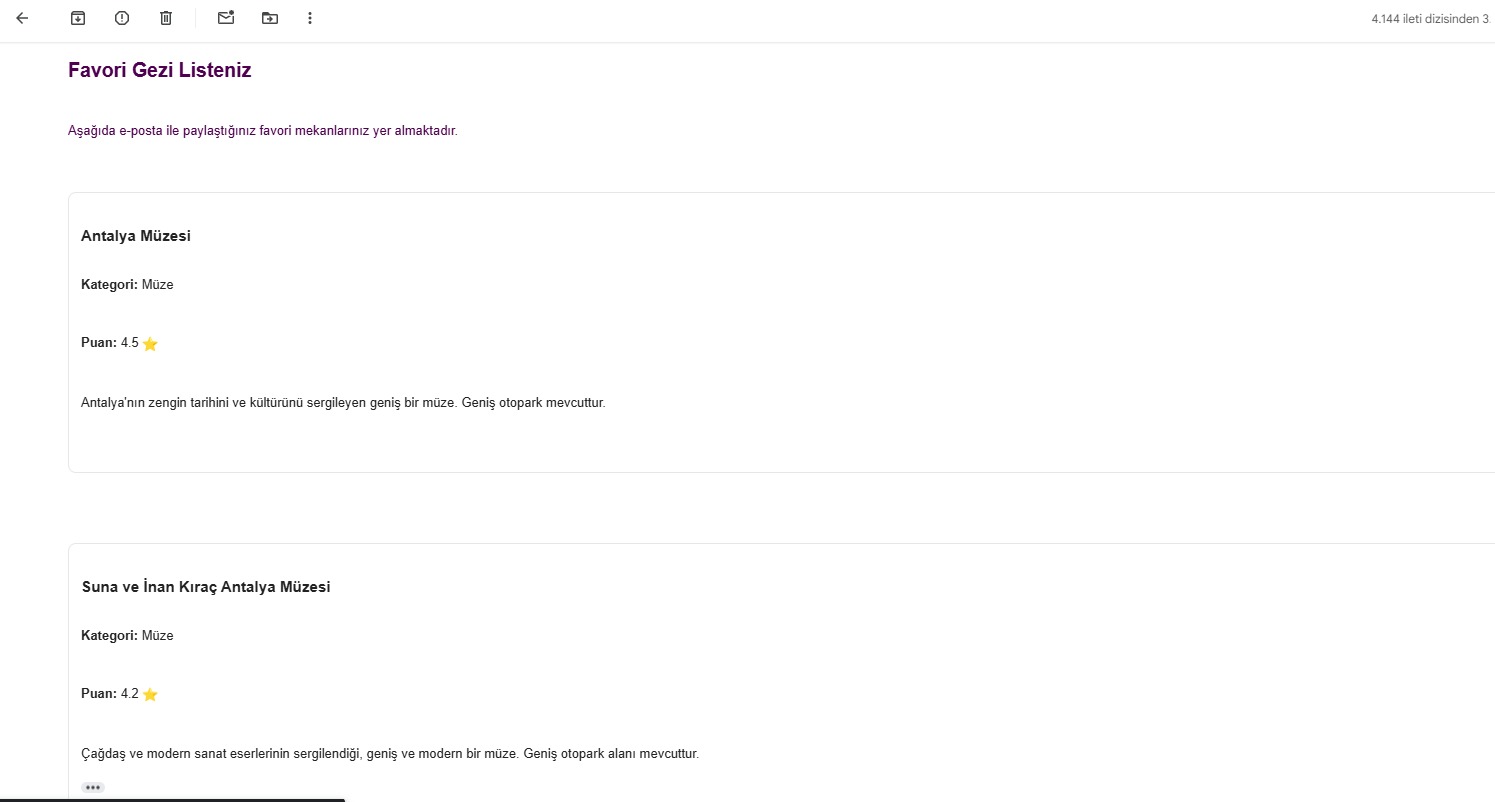 4.144 ileti dizisinden 3.
Favori Gezi Listeniz
Aşağıda e-posta ile paylaştığınız favori mekanlarınız yer almaktadır.
Antalya Müzesi
Kategori: Müze
Puan: 4.5
Antalya'nın zengin tarihini ve kültürünü sergileyen geniş bir müze. Geniş otopark mevcuttur.
Suna ve İnan Kıraç Antalya Müzesi
Kategori: Müze
Puan: 4.2
Çağdaş ve modern sanat eserlerinin sergilendiği, geniş ve modern bir müze. Geniş otopark alanı mevcuttur.